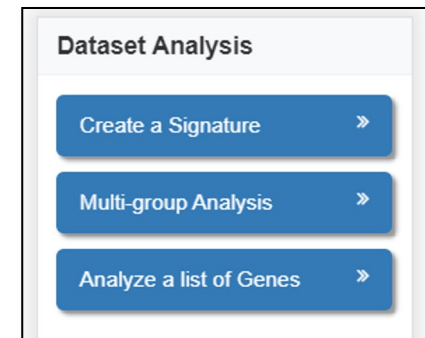 Dataset Analysis
Create a Signature »
Multi-group Analysis »
Analyze a list of Genes »